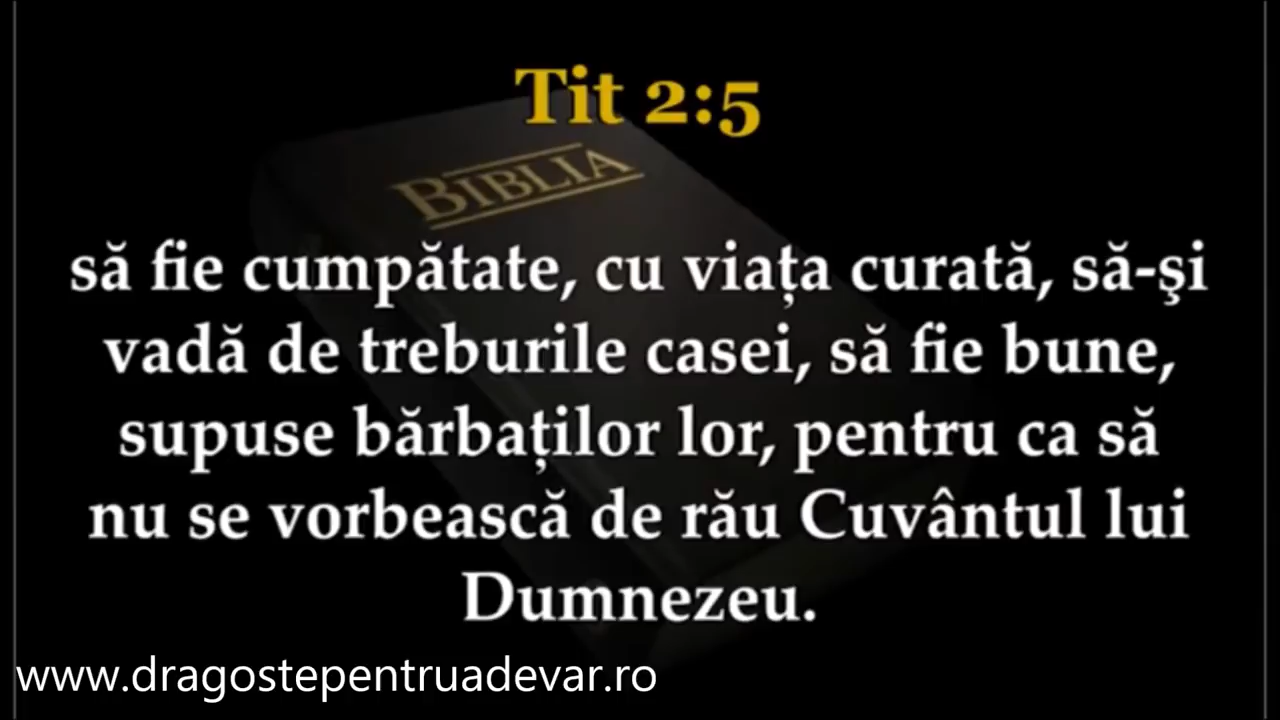 Tit 2:5
BIBLIA
să fie cumpătate, cu viața curată, să-şi
vadă de treburile casei, să fie bune,
supuse bărbaților lor, pentru ca să
nu se vorbească de rău Cuvântul lui
Dumnezeu.
www.dragostepentruadevar.ro